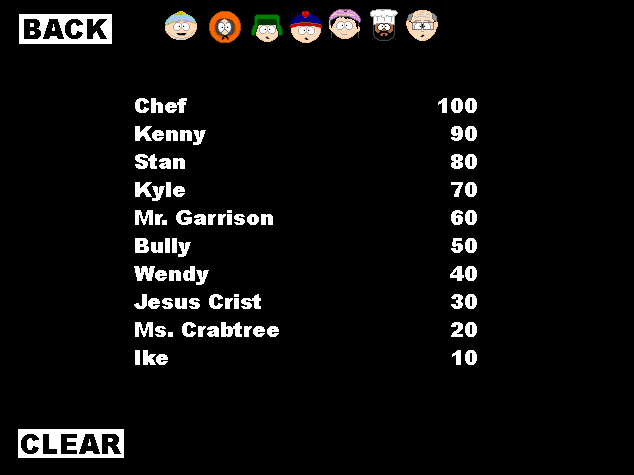 BACK
Chef 100
Kenny 90
Stan 80
Kyle 70
Mr. Garrison 60
Bully 50
Wendy 40
Jesus Crist 30
Ms. Crabtree 20
Ike 10
CLEAR